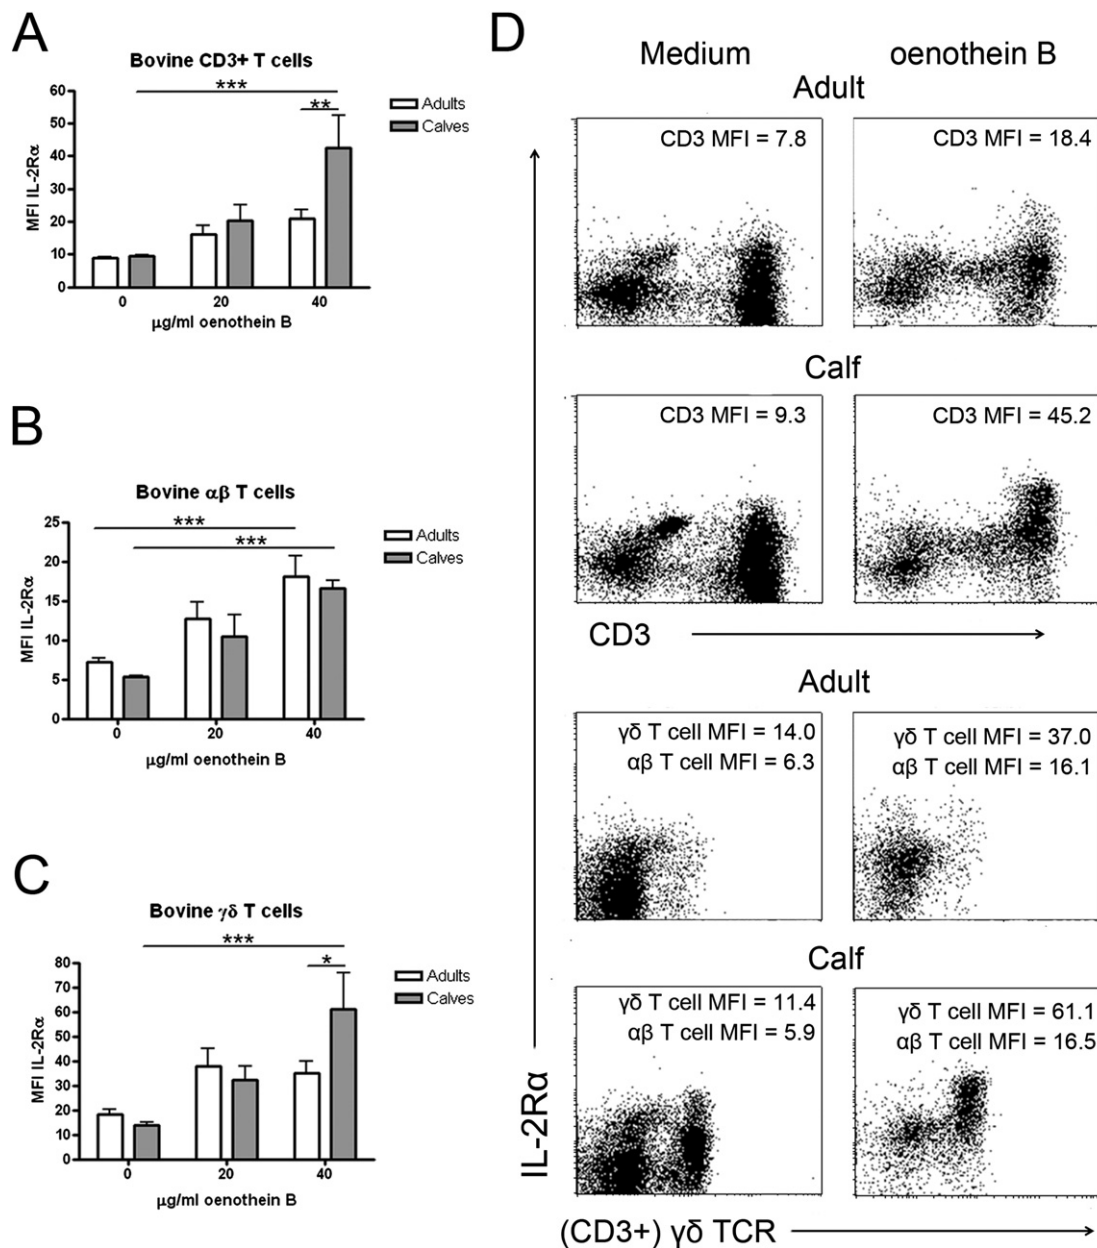 A
Bovine CD3+ T cells
***
**
60
50
40
30
20
10
0
MFI IL-2Rα
Adults
Calves
0 20 40
µg/ml oenothein B
B
Bovine αβ T cells
***
***
25
20
15
10
5
0
MFI IL-2Rα
Adults
Calves
0 20 40
µg/ml oenothein B
C
Bovine γδ T cells
***
*
80
70
60
50
40
30
20
10
0
MFI IL-2Rα
Adults
Calves
0 20 40
µg/ml oenothein B
D
Medium oenothein B
Adult
CD3 MFI = 7.8
CD3 MFI = 18.4
Calf
CD3 MFI = 9.3
CD3 MFI = 45.2
CD3
Adult
γδ T cell MFI = 14.0
αβ T cell MFI = 6.3
γδ T cell MFI = 37.0
αβ T cell MFI = 16.1
Calf
γδ T cell MFI = 11.4
αβ T cell MFI = 5.9
γδ T cell MFI = 61.1
αβ T cell MFI = 16.5
IL-2Rα
(CD3+) γδ TCR